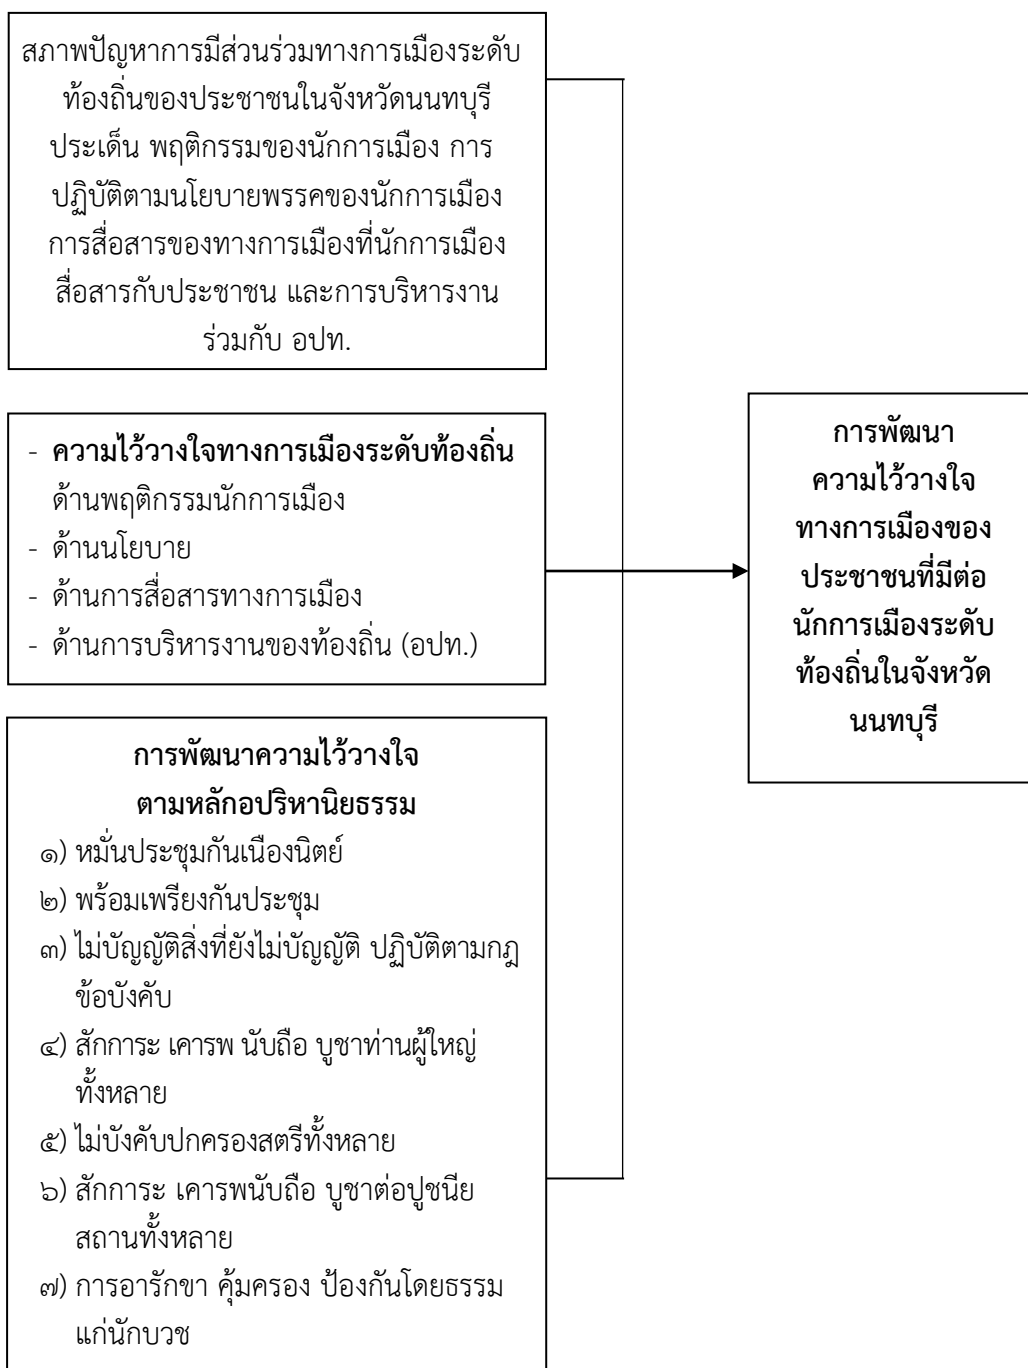 สภาพปัญหาการมีส่วนร่วมทางการเมืองระดับ
ท้องถิ่นของประชาชนในจังหวัดนนทบุรี
ประเด็น พฤติกรรมของนักการเมือง การ
ปฏิบัติตามนโยบายพรรคของนักการเมือง
การสื่อสารของทางการเมืองที่นักการเมือง
สื่อสารกับประชาชน และการบริหารงาน
ร่วมกับ อปท.
- ความไว้วางใจทางการเมืองระดับท้องถิ่น
ด้านพฤติกรรมนักการเมือง
- ด้านนโยบาย
- ด้านการสื่อสารทางการเมือง
- ด้านการบริหารงานของท้องถิ่น (อปท.)
การพัฒนาความไว้วางใจ
ตามหลักอปริหานิยธรรม
๑) หมั่นประชุมกันเนืองนิตย์
๒) พร้อมเพรียงกันประชุม
๓) ไม่บัญญัติสิ่งที่ยังไม่บัญญัติ ปฏิบัติตามกฎ
ข้อบังคับ
๔) สักการะ เคารพ นับถือ บูชาท่านผู้ใหญ่
ทั้งหลาย
๕) ไม่บังคับปกครองสตรีทั้งหลาย
๖) สักการะ เคารพนับถือ บูชาต่อปูชนีย
สถานทั้งหลาย
๗) การอารักขา คุ้มครอง ป้องกันโดยธรรม
แก่นักบวช
การพัฒนา
ความไว้วางใจ
ทางการเมืองของ
ประชาชนที่มีต่อ
นักการเมืองระดับ
ท้องถิ่นในจังหวัด
นนทบุรี